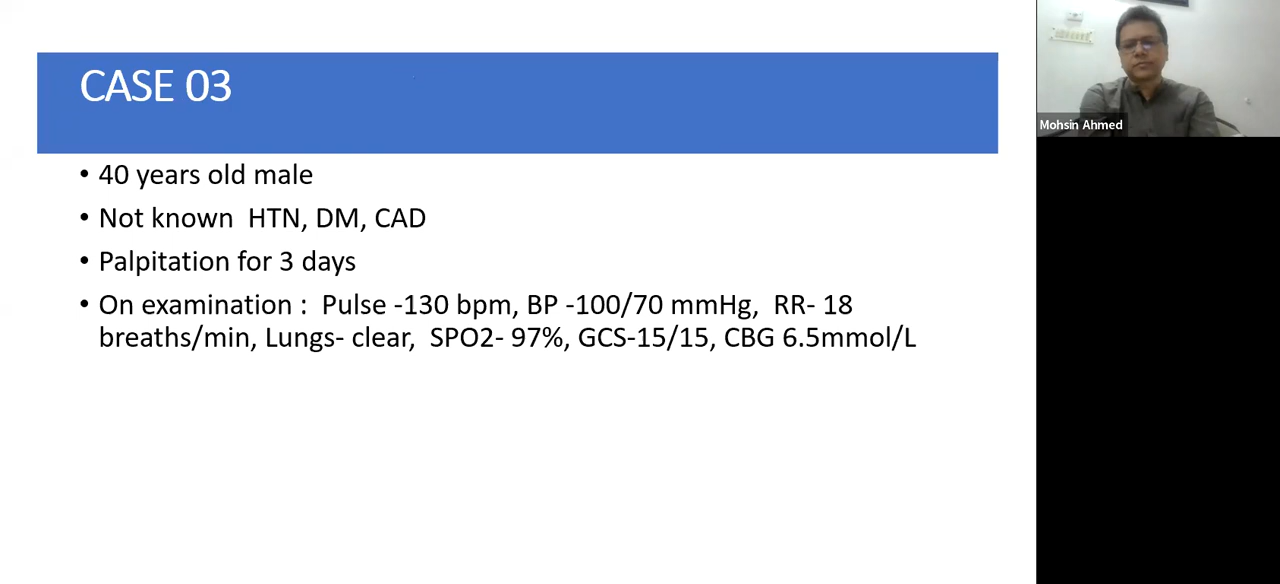 CASE 03
• 40 years old male
• Not known HTN, DM, CAD
• Palpitation for 3 days
• On examination : Pulse -130 bpm, BP -100/70 mmHg, RR- 18
breaths/min, Lungs- clear, SPO2- 97%, GCS-15/15, CBG 6.5mmol/L
Mohsin Ahmed